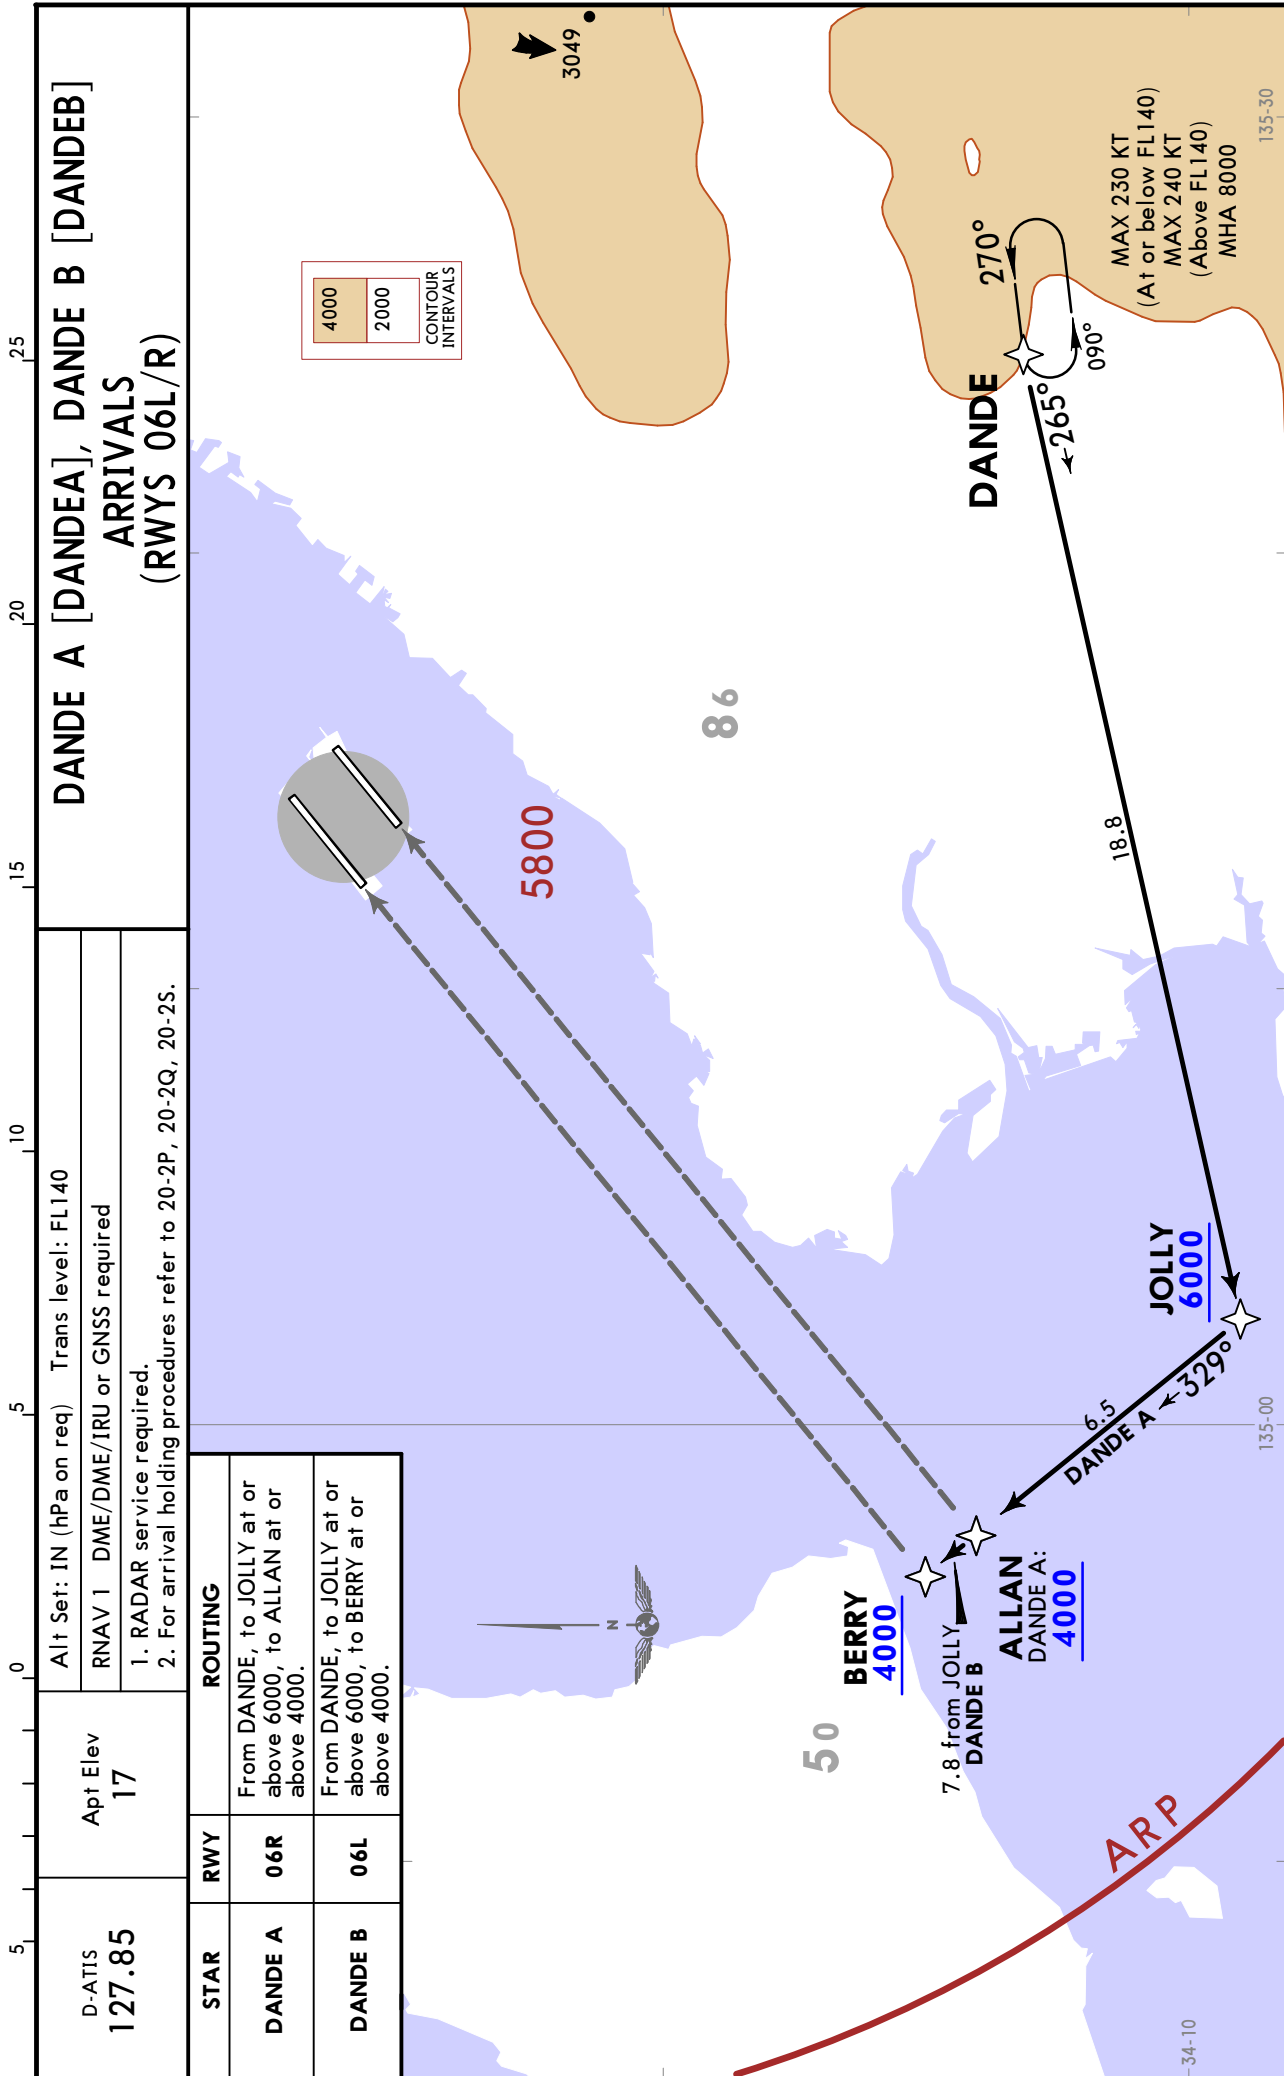 5
0
5
10
15
20
25
D-ATIS
127.85
Apt Elev
17
Alt Set: IN (hPa on req) Trans level: FL140
RNAV 1 DME/DME/IRU or GNSS required
1. RADAR service required.
2. For arrival holding procedures refer to 20-2P, 20-2Q, 20-2S.
DANDE A [DANDEA], DANDE B [DANDEB]
ARRIVALS
(RWYS 06L/R)
STAR RWY ROUTING
DANDE A 06R From DANDE, to JOLLY at or
above 6000, to ALLAN at or
above 4000.
DANDE B 06L From DANDE, to JOLLY at or
above 6000, to BERRY at or
above 4000.
4000
2000
CONTOUR
INTERVALS
3049
N
5800
86
50
BERRY
4000
7.8 from JOLLY
DANDE B
ALLAN
DANDE A:
4000
6.5
DANDE A
329°
JOLLY
6000
18.8
DANDE
265°
270°
090°
MAX 230 KT
(At or below FL140)
MAX 240 KT
(Above FL140)
MHA 8000
ARP
34-10
135-00
135-30